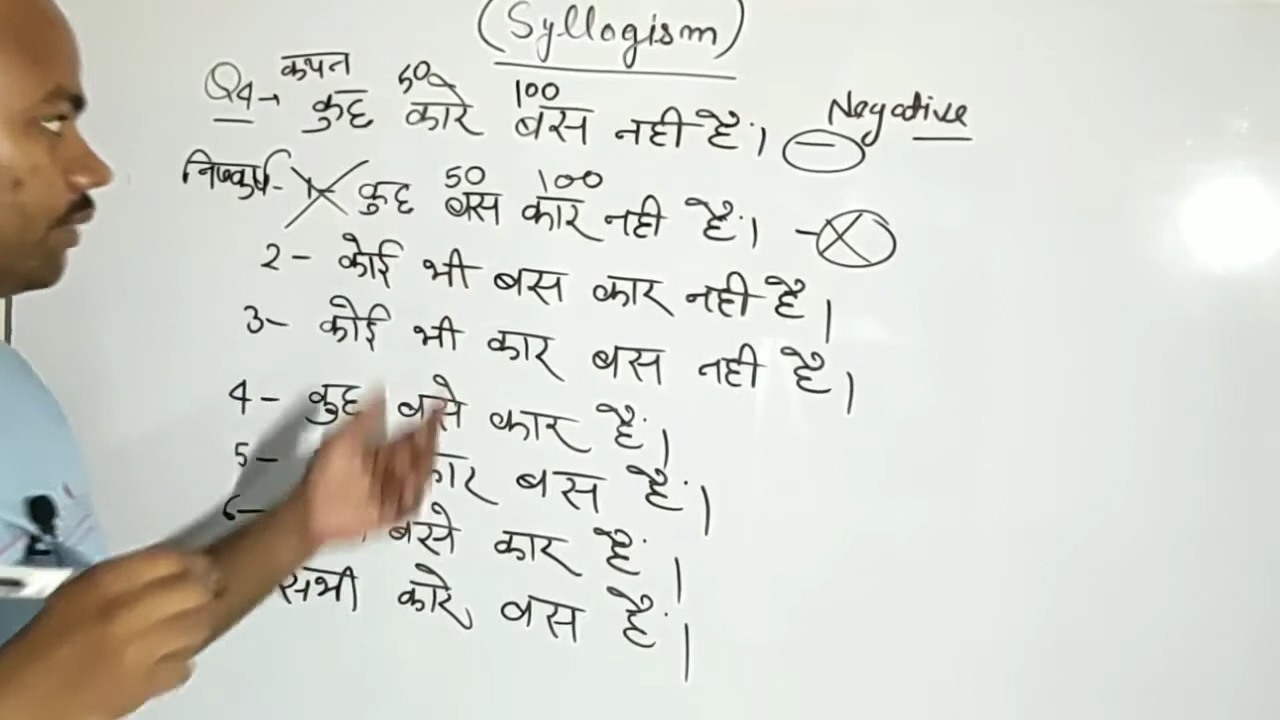 (Syllogism)
Q4→ कथन कुछ 50 कारे 100 बस नही हैं। - Negative
निष्कर्ष- 1- कुछ 50 बस 100 कार नही हैं। -
2- कोई भी बस कार नही है।
3- कोई भी कार बस नही है।
4- कुछ बसे कार हैं।
5- कार बस हैं।
6- बसे कार हैं।
सभी कारे बस हैं।